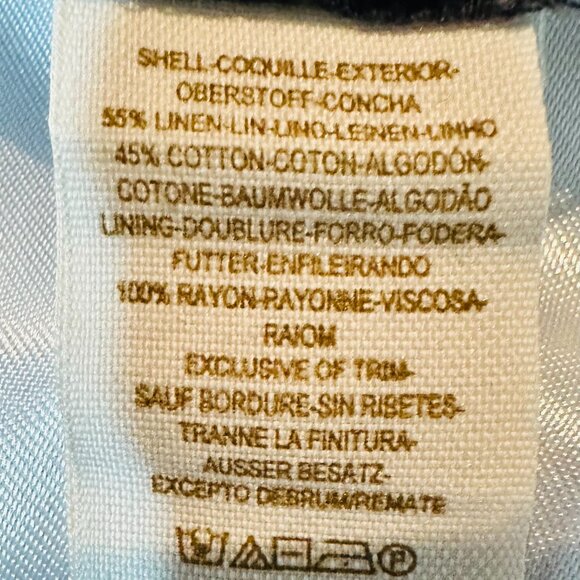 SHELL-COQUILLE-EXTERIOR-
OBERSTOFF-CONCHA
55% LINEN-LIN-LINO-LEINEN-LINHO
45% COTTON-COTON-ALGODÓN-
COTONE-BAUMWOLLE-ALGODÃO
LINING-DOUBLURE-FORRO-FODERA-
FUTTER-ENFILEIRANDO
100% RAYON-RAYONNE-VISCOSA-
RAIOM
EXCLUSIVE OF TRIM-
SAUF BORDURE-SIN RIBETES-
TRANNE LA FINITURA-
AUSSER BESATZ-
EXCEPTO DEBRUM/REMATE
P